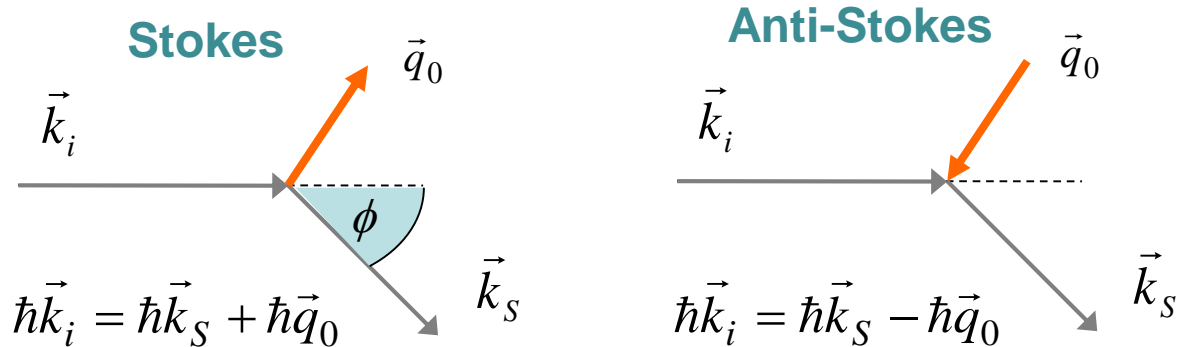 Stokes
q⃗₀
k⃗ᵢ
ϕ
k⃗_S
ħk⃗ᵢ = ħk⃗_S + ħq⃗₀
Anti-Stokes
q⃗₀
k⃗ᵢ
k⃗_S
ħk⃗ᵢ = ħk⃗_S − ħq⃗₀